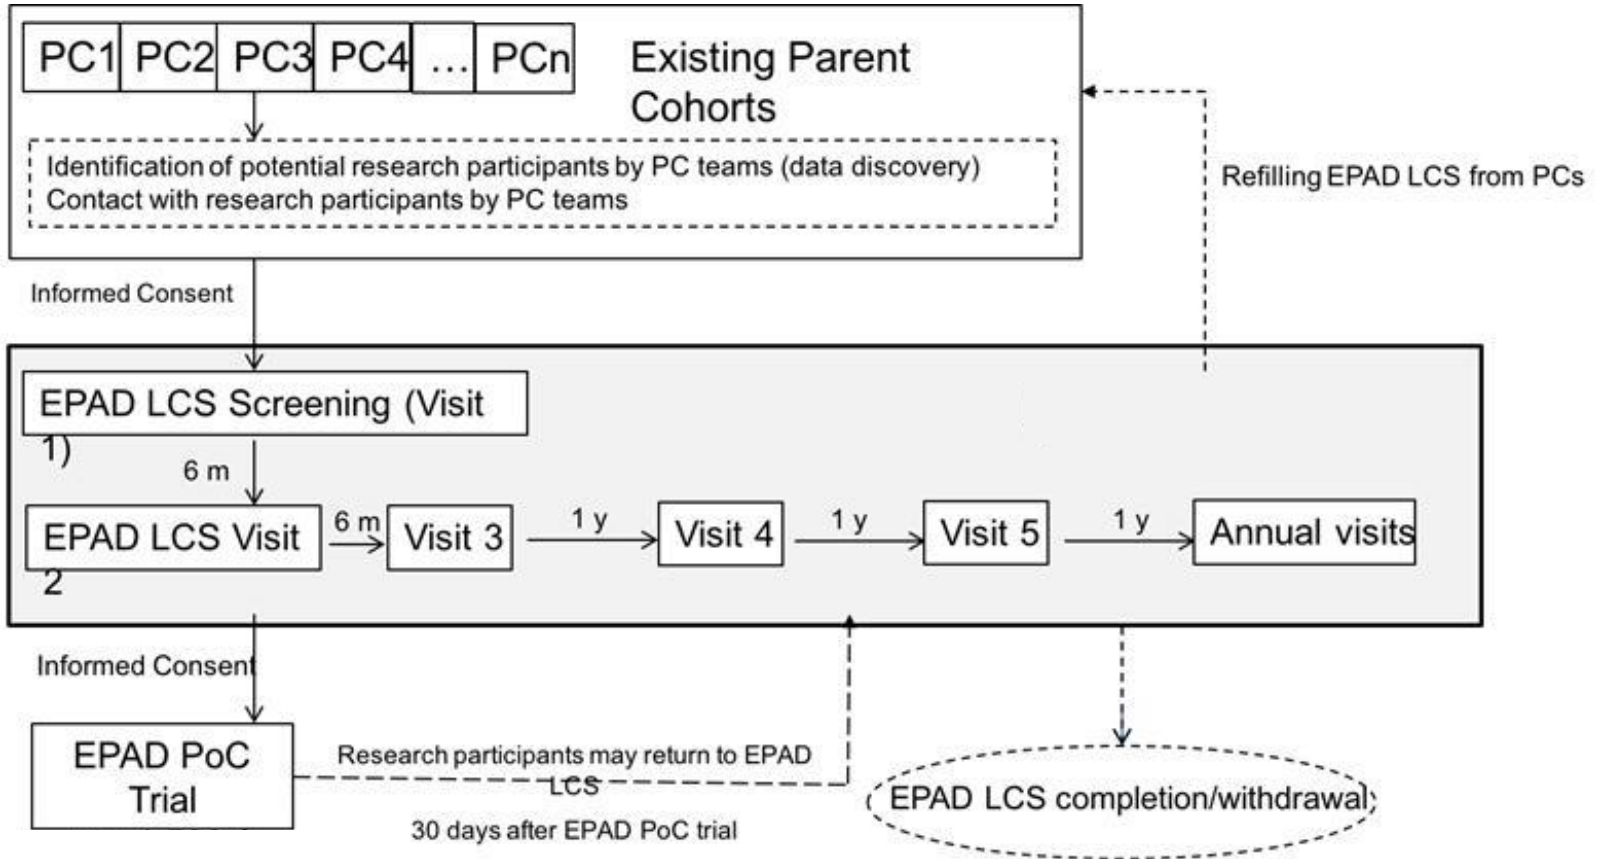 PC1 PC2 PC3 PC4 ... PCn
Existing Parent
Cohorts
Identification of potential research participants by PC teams (data discovery)
Contact with research participants by PC teams
Refilling EPAD LCS from PCs
Informed Consent
EPAD LCS Screening (Visit
1)
6 m
EPAD LCS Visit
2
6 m
Visit 3
1 y
Visit 4
1 y
Visit 5
1 y
Annual visits
Informed Consent
EPAD PoC
Trial
Research participants may return to EPAD
LCS
30 days after EPAD PoC trial
EPAD LCS completion/withdrawal